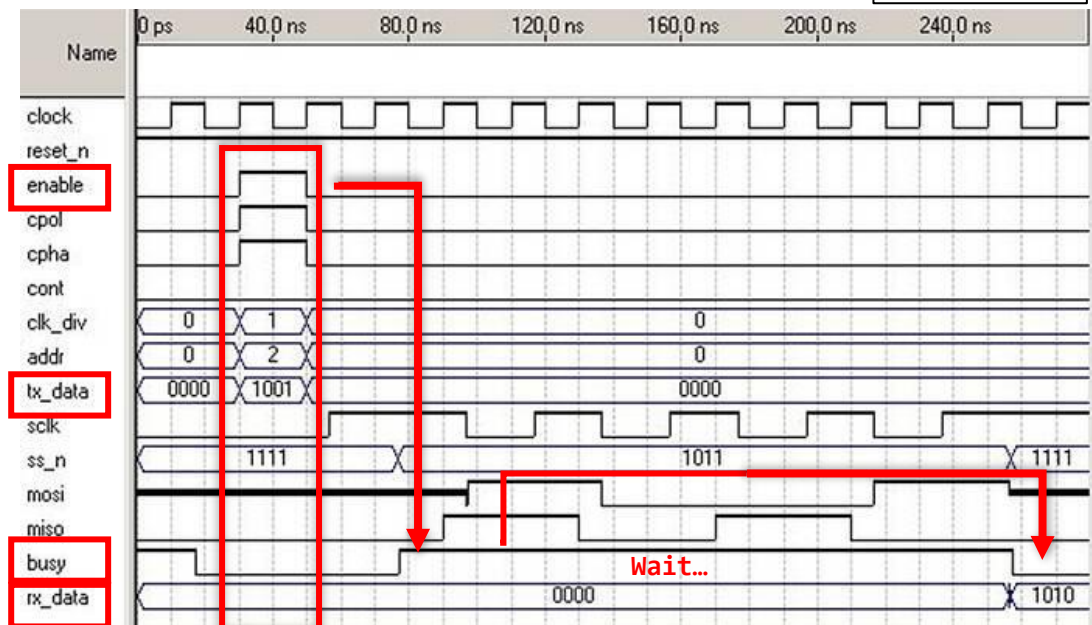 0 ps 40.0 ns 80.0 ns 120.0 ns 160.0 ns 200.0 ns 240.0 ns
Name
clock
reset_n
enable
cpol
cpha
cont
clk_div 0 1 0
addr 0 2 0
tx_data 0000 1001 0000
sclk
ss_n 1111 1011 1111
mosi
miso
busy Wait…
rx_data 0000 1010